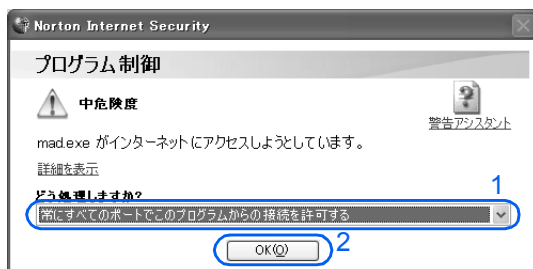 Norton Internet Security
プログラム制御
中危険度
警告アシスタント
mad.exe がインターネットにアクセスしようとしています。
詳細を表示
どう処理しますか?
1
常にすべてのポートでこのプログラムからの接続を許可する
OK(O)
2